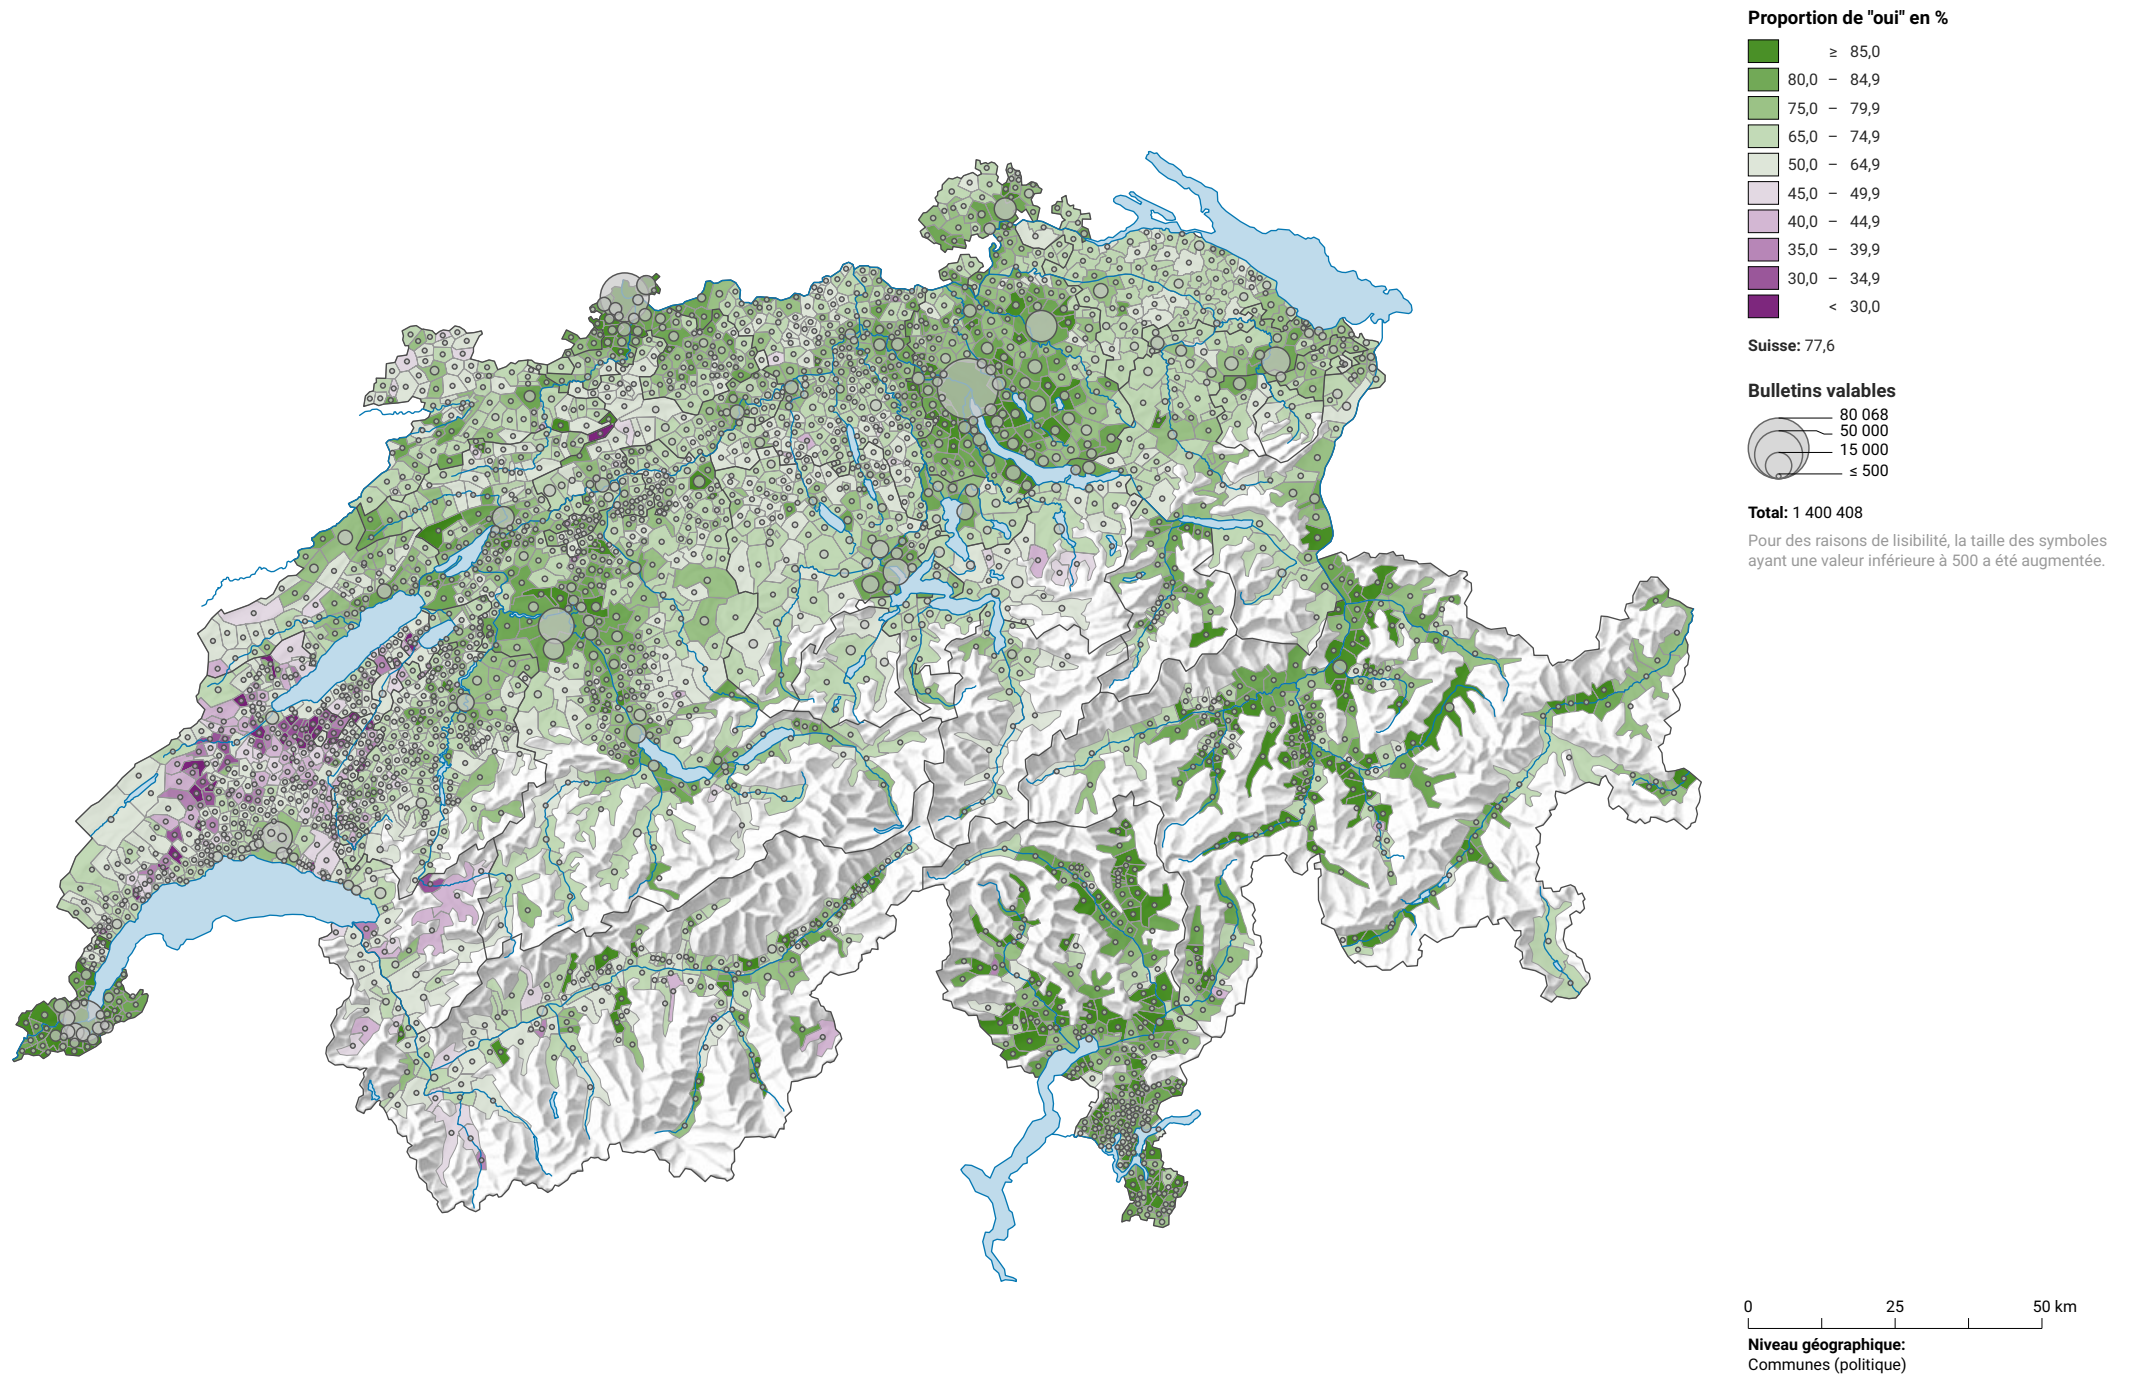 Proportion de "oui" en %
≥ 85,0
80,0 – 84,9
75,0 – 79,9
65,0 – 74,9
50,0 – 64,9
45,0 – 49,9
40,0 – 44,9
35,0 – 39,9
30,0 – 34,9
< 30,0
Suisse: 77,6
Bulletins valables
80 068
50 000
15 000
≤ 500
Total: 1 400 408
Pour des raisons de lisibilité, la taille des symboles
ayant une valeur inférieure à 500 a été augmentée.
0 25 50 km
Niveau géographique:
Communes (politique)